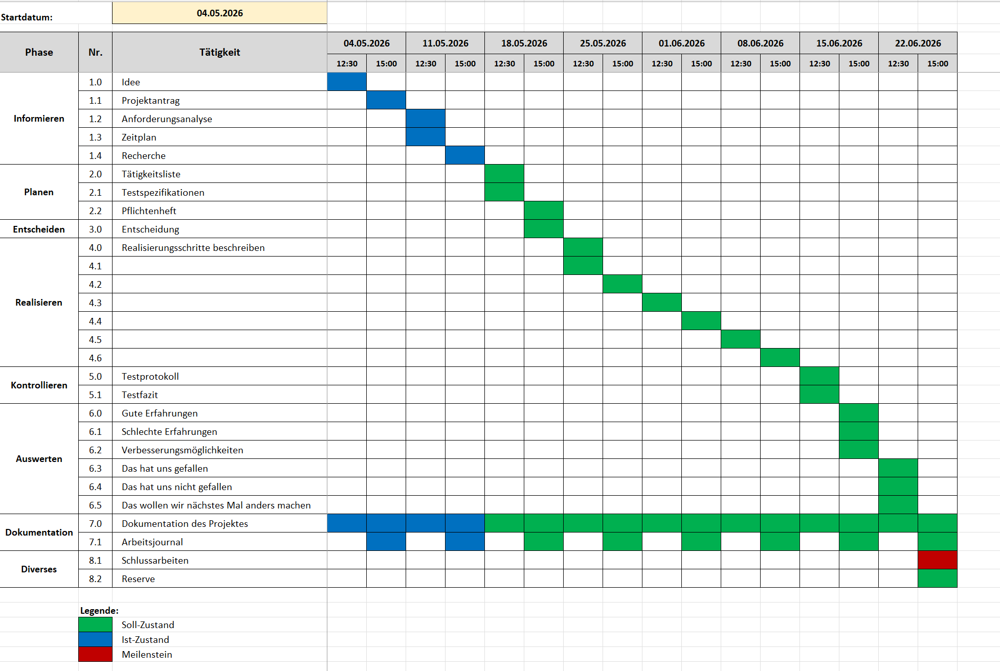 Startdatum: 04.05.2026
Phase Nr. Tätigkeit 04.05.2026 11.05.2026 18.05.2026 25.05.2026 01.06.2026 08.06.2026 15.06.2026 22.06.2026
12:30 15:00 12:30 15:00 12:30 15:00 12:30 15:00 12:30 15:00 12:30 15:00 12:30 15:00 12:30 15:00
Informieren
1.0 Idee
1.1 Projektantrag
1.2 Anforderungsanalyse
1.3 Zeitplan
1.4 Recherche
Planen
2.0 Tätigkeitsliste
2.1 Testspezifikationen
2.2 Pflichtenheft
Entscheiden
3.0 Entscheidung
Realisieren
4.0 Realisierungsschritte beschreiben
4.1
4.2
4.3
4.4
4.5
4.6
Kontrollieren
5.0 Testprotokoll
5.1 Testfazit
Auswerten
6.0 Gute Erfahrungen
6.1 Schlechte Erfahrungen
6.2 Verbesserungsmöglichkeiten
6.3 Das hat uns gefallen
6.4 Das hat uns nicht gefallen
6.5 Das wollen wir nächstes Mal anders machen
Dokumentation
7.0 Dokumentation des Projektes
7.1 Arbeitsjournal
Diverses
8.1 Schlussarbeiten
8.2 Reserve
Legende:
Soll-Zustand
Ist-Zustand
Meilenstein